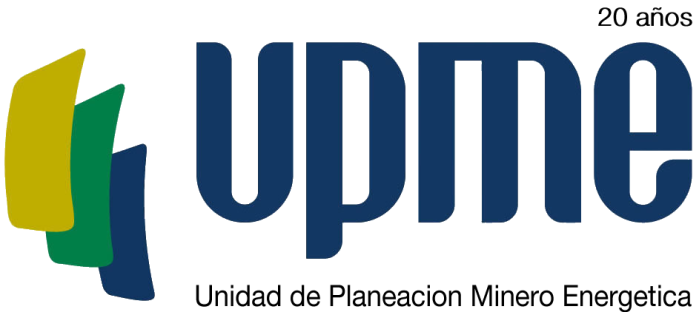 20 años
upme
Unidad de Planeacion Minero Energetica